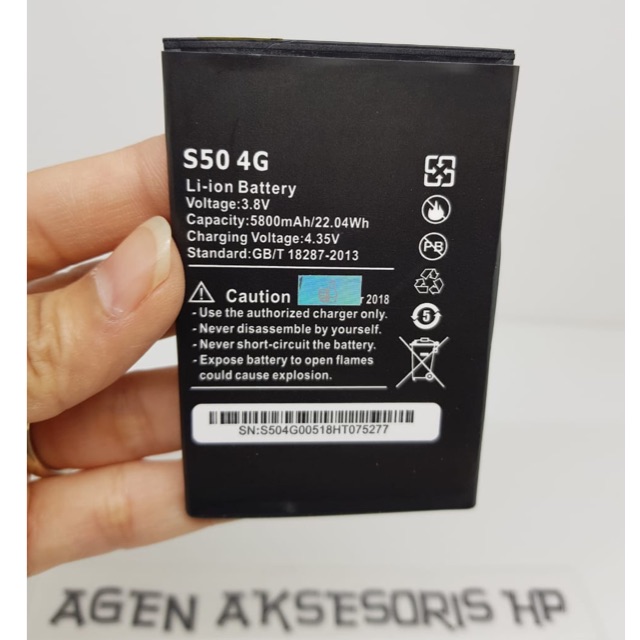 S50 4G
Li-ion Battery
Voltage:3.8V
Capacity:5800mAh/22.04Wh
Charging Voltage:4.35V
Standard:GB/T 18287-2013
Caution
2018
- Use the authorized charger only.
- Never disassemble by yourself.
- Never short-circuit the battery.
- Expose battery to open flames
could cause explosion.
Pb
5
SN:S504G00518HT075277
AGEN AKSESORIS HP